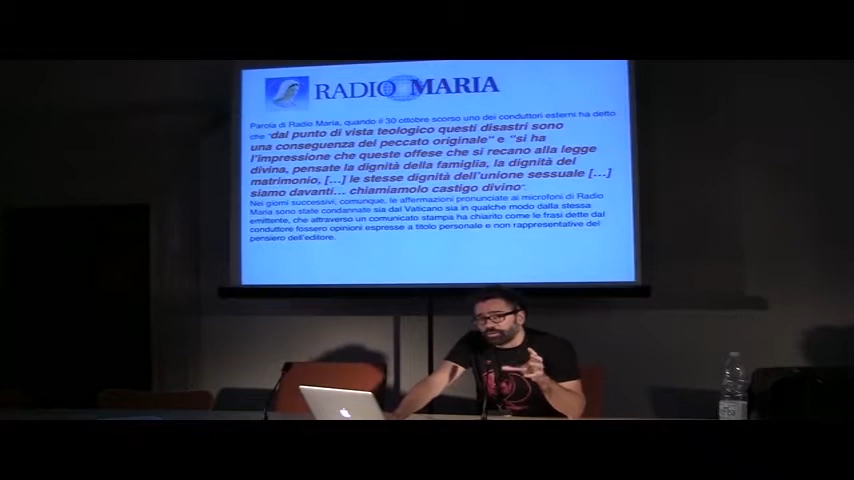 RADIO MARIA
Parola di Radio Maria, quando il 30 ottobre scorso uno dei conduttori esterni ha detto
che "dal punto di vista teologico questi disastri sono
una conseguenza del peccato originale" e "si ha
l'impressione che queste offese che si recano alla legge
divina, pensate la dignità della famiglia, la dignità del
matrimonio, [...] le stesse dignità dell'unione sessuale [...]
siamo davanti... chiamiamolo castigo divino".
Nei giorni successivi, comunque, le affermazioni pronunciate ai microfoni di Radio
Maria sono state condannate sia dal Vaticano sia in qualche modo dalla stessa
emittente, che attraverso un comunicato stampa ha chiarito come le frasi dette dal
conduttore fossero opinioni espresse a titolo personale e non rappresentative del
pensiero dell'editore.